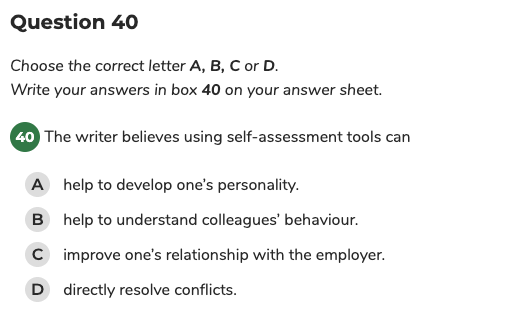 Question 40
Choose the correct letter A, B, C or D.
Write your answers in box 40 on your answer sheet.
40 The writer believes using self-assessment tools can
A help to develop one's personality.
B help to understand colleagues' behaviour.
C improve one's relationship with the employer.
D directly resolve conflicts.